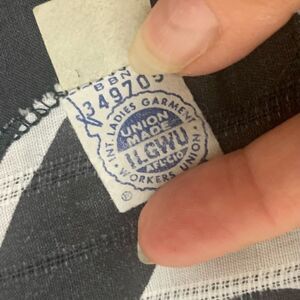 BBN
349705
INT. LADIES GARMENT
UNION
MADE
ILGWU
AFL-CIO
WORKERS UNION
®